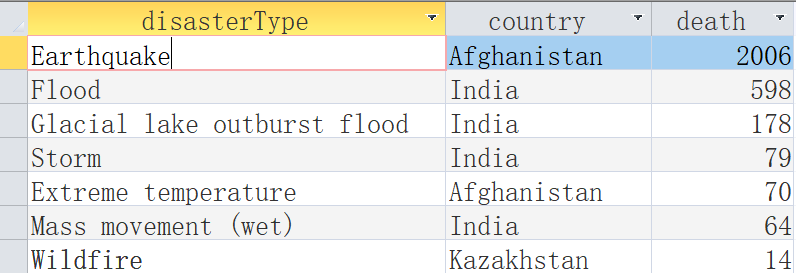 disasterType country death
Earthquake Afghanistan 2006
Flood India 598
Glacial lake outburst flood India 178
Storm India 79
Extreme temperature Afghanistan 70
Mass movement (wet) India 64
Wildfire Kazakhstan 14